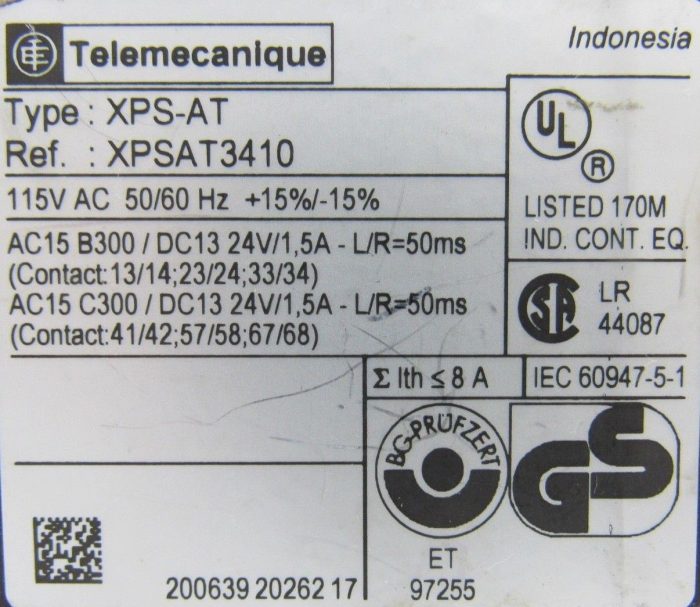 Telemecanique
Indonesia
Type : XPS-AT
Ref. : XPSAT3410
115V AC 50/60 Hz +15%/-15%
AC15 B300 / DC13 24V/1,5A - L/R=50ms
(Contact:13/14;23/24;33/34)
AC15 C300 / DC13 24V/1,5A - L/R=50ms
(Contact:41/42;57/58;67/68)
UL
R
LISTED 170M
IND. CONT. EQ.
SA
LR
44087
Σ Ith ≤ 8 A
IEC 60947-5-1
BG-PRÜFZERT
GS
ET
97255
200639 20262 17